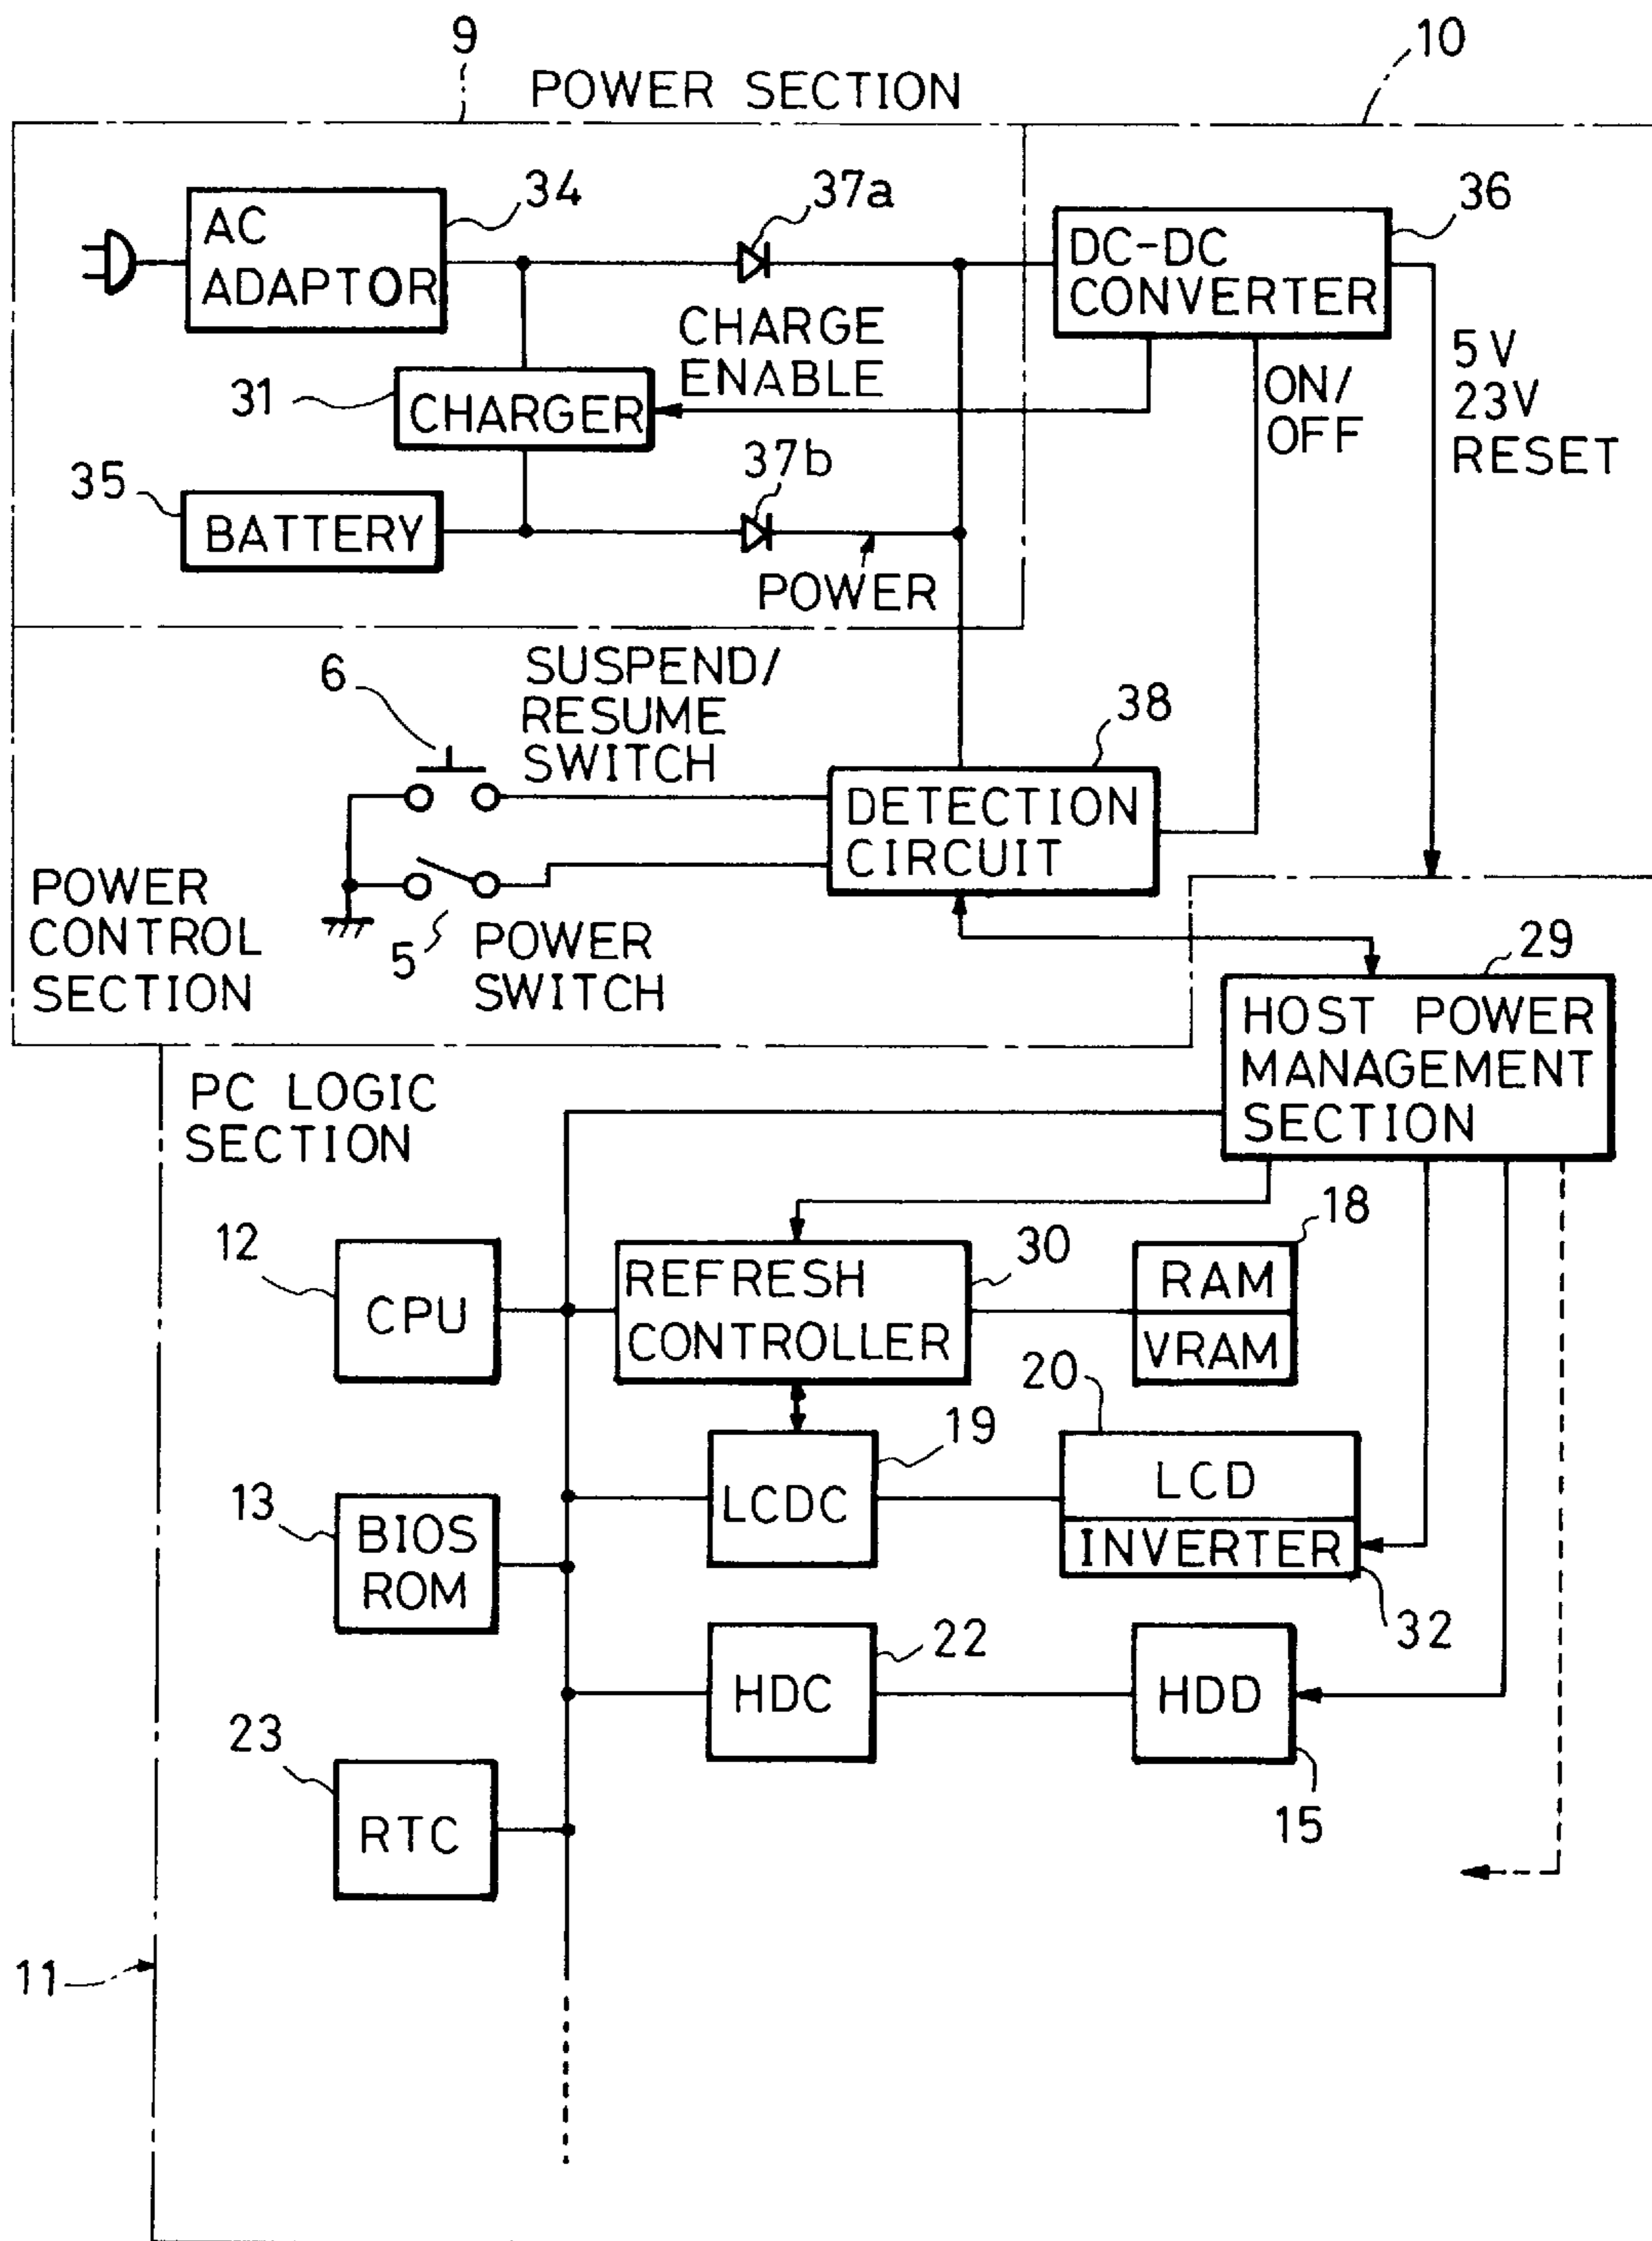 9
10
POWER SECTION
34
37a
36
AC
ADAPTOR
DC-DC
CONVERTER
CHARGE
ENABLE
5V
23V
RESET
ON/
OFF
31
CHARGER
37b
35
BATTERY
POWER
6
SUSPEND/
RESUME
SWITCH
38
DETECTION
CIRCUIT
POWER
CONTROL
SECTION
5
POWER
SWITCH
29
HOST POWER
MANAGEMENT
SECTION
PC LOGIC
SECTION
12
CPU
30
REFRESH
CONTROLLER
18
RAM
VRAM
20
19
LCDC
LCD
INVERTER
32
13
BIOS
ROM
22
HDC
HDD
15
23
RTC
11